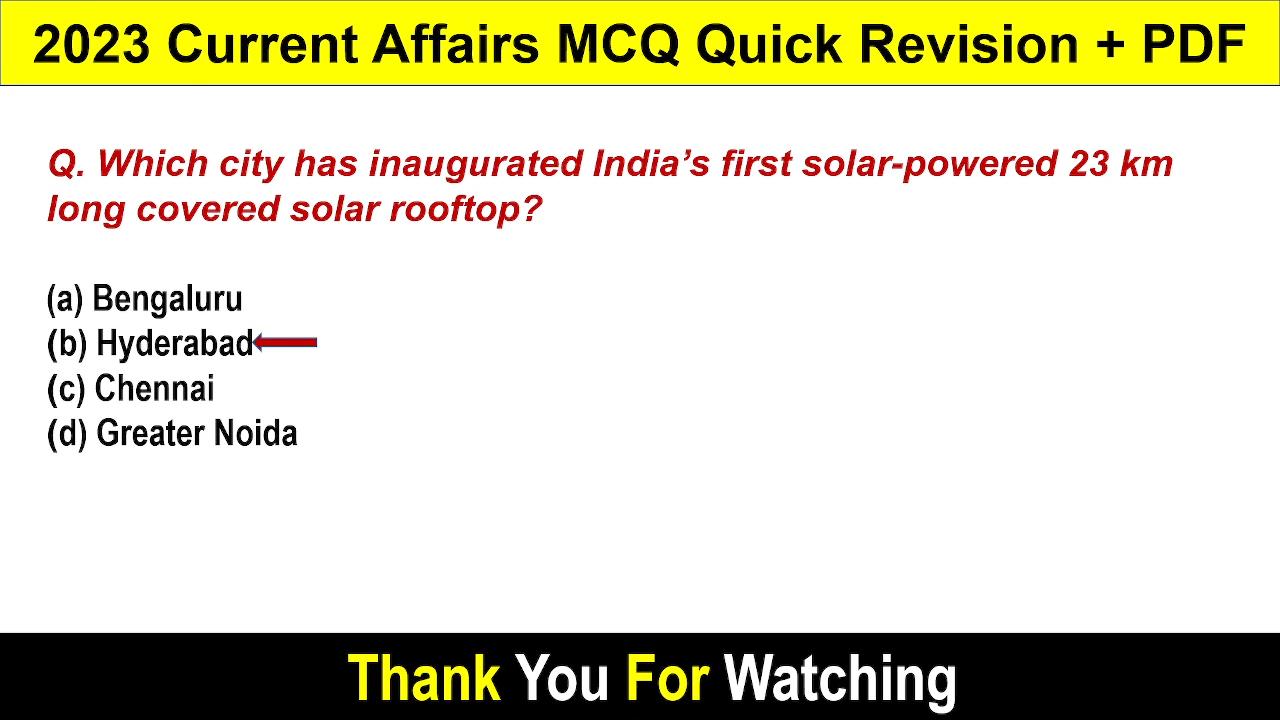 2023 Current Affairs MCQ Quick Revision + PDF
Q. Which city has inaugurated India’s first solar-powered 23 km
long covered solar rooftop?
(a) Bengaluru
(b) Hyderabad
(c) Chennai
(d) Greater Noida
Thank You For Watching